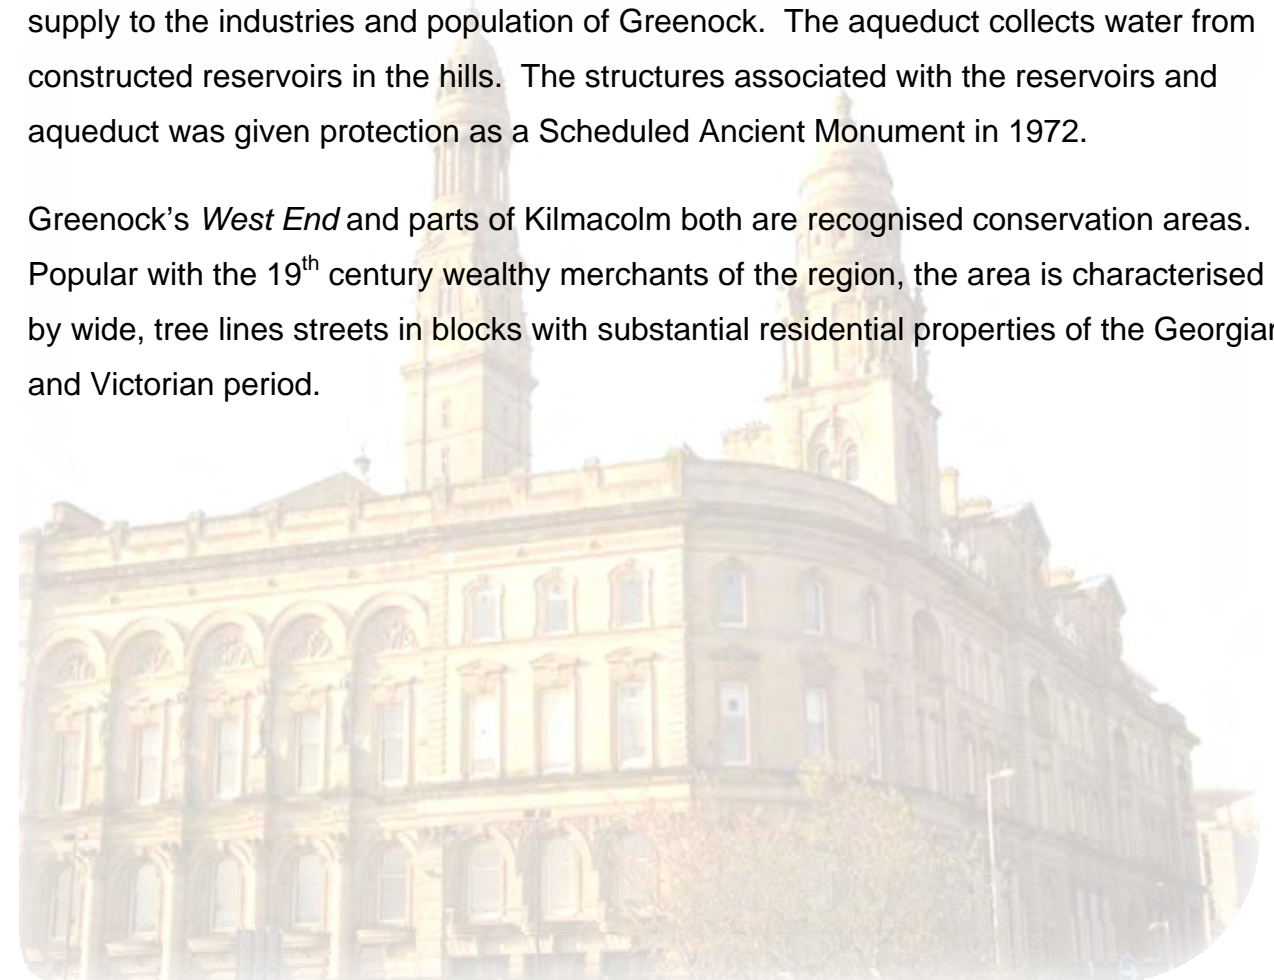 supply to the industries and population of Greenock. The aqueduct collects water from
constructed reservoirs in the hills. The structures associated with the reservoirs and
aqueduct was given protection as a Scheduled Ancient Monument in 1972.
Greenock’s West End and parts of Kilmacolm both are recognised conservation areas.
Popular with the 19th century wealthy merchants of the region, the area is characterised
by wide, tree lines streets in blocks with substantial residential properties of the Georgian
and Victorian period.